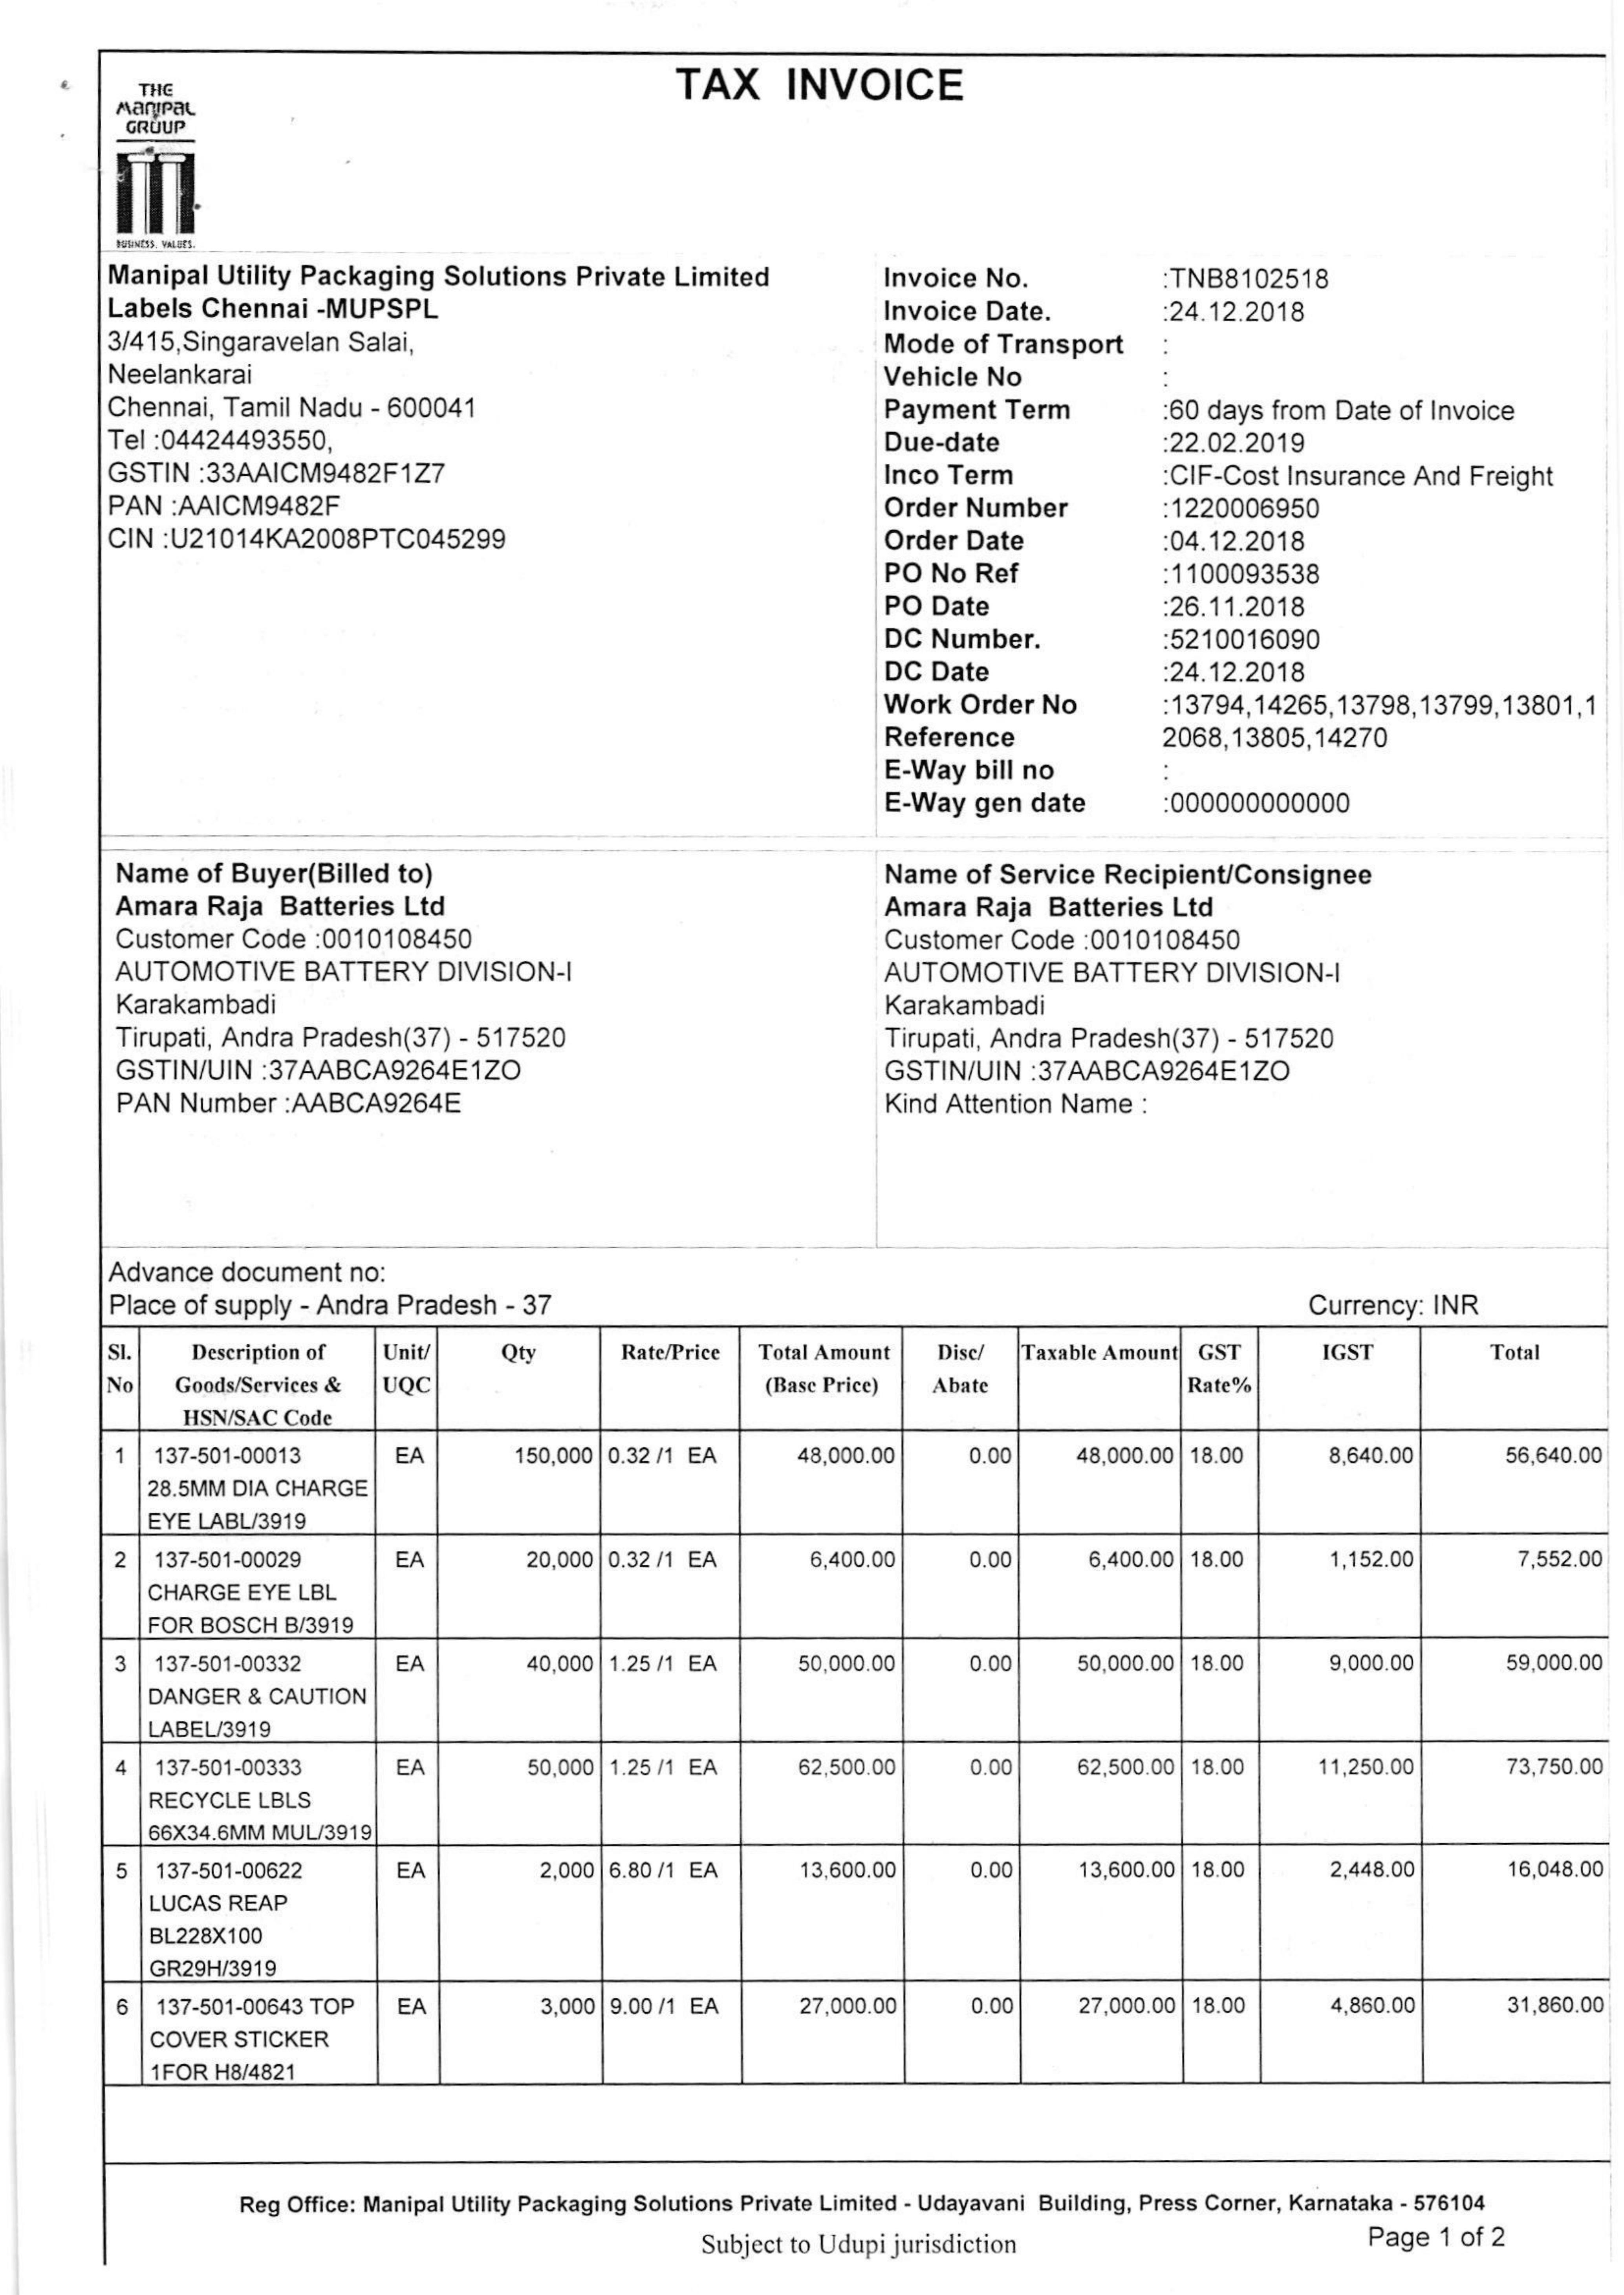 TAX INVOICE
THE
Manipal
GROUP
BUSINESS. VALUES.
Manipal Utility Packaging Solutions Private Limited
Labels Chennai -MUPSPL
3/415,Singaravelan Salai,
Neelankarai
Chennai, Tamil Nadu - 600041
Tel :04424493550,
GSTIN :33AAICM9482F1Z7
PAN :AAICM9482F
CIN :U21014KA2008PTC045299
Invoice No. :TNB8102518
Invoice Date. :24.12.2018
Mode of Transport :
Vehicle No :
Payment Term :60 days from Date of Invoice
Due-date :22.02.2019
Inco Term :CIF-Cost Insurance And Freight
Order Number :1220006950
Order Date :04.12.2018
PO No Ref :1100093538
PO Date :26.11.2018
DC Number. :5210016090
DC Date :24.12.2018
Work Order No :13794,14265,13798,13799,13801,1
Reference 2068,13805,14270
E-Way bill no :
E-Way gen date :000000000000
Name of Buyer(Billed to)
Amara Raja Batteries Ltd
Customer Code :0010108450
AUTOMOTIVE BATTERY DIVISION-I
Karakambadi
Tirupati, Andra Pradesh(37) - 517520
GSTIN/UIN :37AABCA9264E1ZO
PAN Number :AABCA9264E
Name of Service Recipient/Consignee
Amara Raja Batteries Ltd
Customer Code :0010108450
AUTOMOTIVE BATTERY DIVISION-I
Karakambadi
Tirupati, Andra Pradesh(37) - 517520
GSTIN/UIN :37AABCA9264E1ZO
Kind Attention Name :
Advance document no:
Place of supply - Andra Pradesh - 37 Currency: INR
Sl. Description of Unit/ Qty Rate/Price Total Amount Disc/ Taxable Amount GST IGST Total
No Goods/Services & UQC (Base Price) Abate Rate%
HSN/SAC Code
1 137-501-00013 EA 150,000 0.32 /1 EA 48,000.00 0.00 48,000.00 18.00 8,640.00 56,640.00
28.5MM DIA CHARGE
EYE LABL/3919
2 137-501-00029 EA 20,000 0.32 /1 EA 6,400.00 0.00 6,400.00 18.00 1,152.00 7,552.00
CHARGE EYE LBL
FOR BOSCH B/3919
3 137-501-00332 EA 40,000 1.25 /1 EA 50,000.00 0.00 50,000.00 18.00 9,000.00 59,000.00
DANGER & CAUTION
LABEL/3919
4 137-501-00333 EA 50,000 1.25 /1 EA 62,500.00 0.00 62,500.00 18.00 11,250.00 73,750.00
RECYCLE LBLS
66X34.6MM MUL/3919
5 137-501-00622 EA 2,000 6.80 /1 EA 13,600.00 0.00 13,600.00 18.00 2,448.00 16,048.00
LUCAS REAP
BL228X100
GR29H/3919
6 137-501-00643 TOP EA 3,000 9.00 /1 EA 27,000.00 0.00 27,000.00 18.00 4,860.00 31,860.00
COVER STICKER
1FOR H8/4821
Reg Office: Manipal Utility Packaging Solutions Private Limited - Udayavani Building, Press Corner, Karnataka - 576104
Subject to Udupi jurisdiction Page 1 of 2